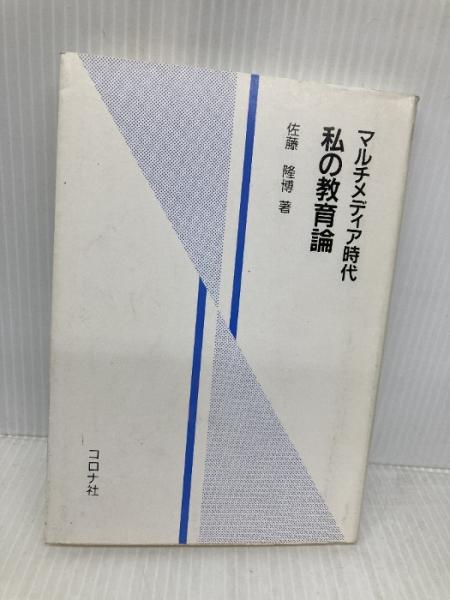 マルチメディア時代
私の教育論
佐藤 隆博 著
コロナ社